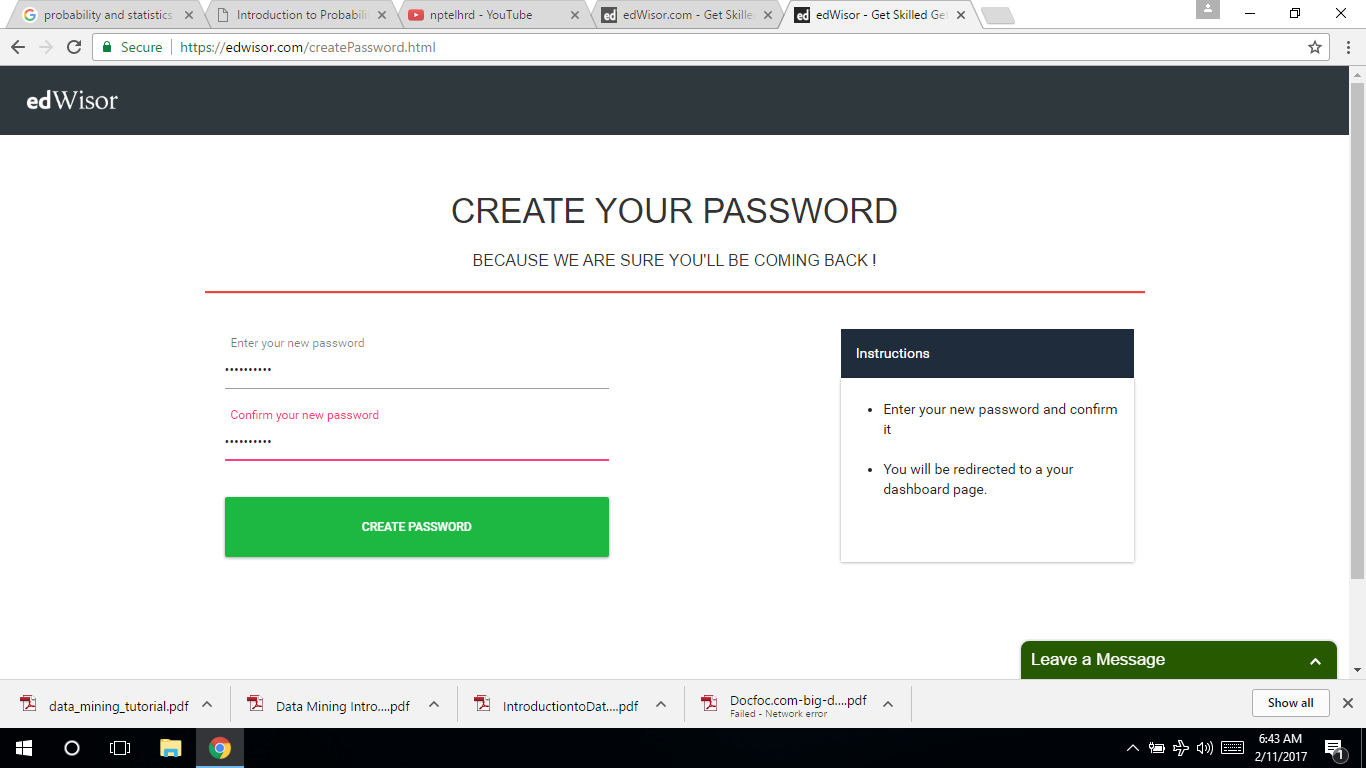 probability and statistics
Introduction to Probabili
nptelhrd - YouTube
edWisor.com - Get Skille
edWisor - Get Skilled Get
Secure
https://edwisor.com/createPassword.html
edWisor
CREATE YOUR PASSWORD
BECAUSE WE ARE SURE YOU'LL BE COMING BACK !
Enter your new password
••••••••••
Confirm your new password
••••••••••
CREATE PASSWORD
Instructions
• Enter your new password and confirm
it
• You will be redirected to a your
dashboard page.
Leave a Message
data_mining_tutorial.pdf
Data Mining Intro....pdf
IntroductiontoDat....pdf
Docfoc.com-big-d....pdf
Failed - Network error
Show all
6:43 AM
2/11/2017
1